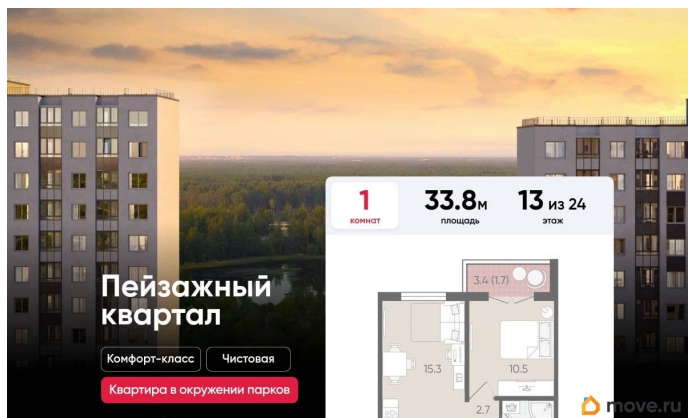 1
комнат
33.8м
площадь
13 из 24
этаж
Пейзажный
квартал
Комфорт-класс
Чистовая
Квартира в окружении парков
3.4 (1.7)
15.3
10.5
2.7
move.ru